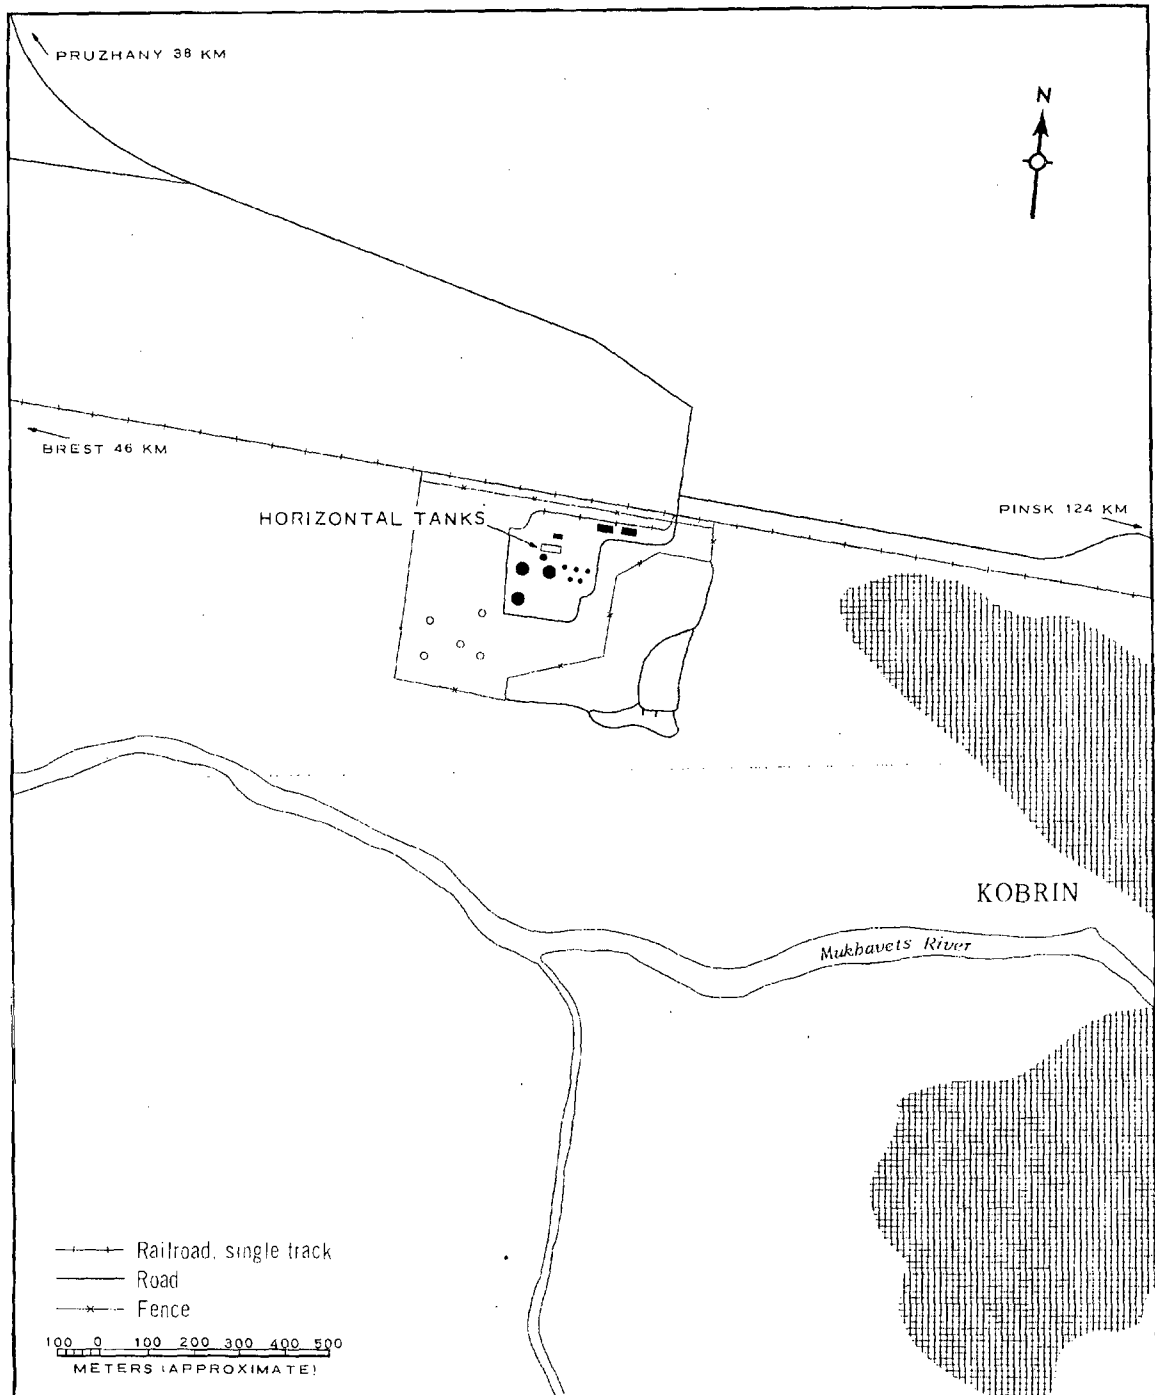 PRUZHANY 38 KM
N
BREST 46 KM
HORIZONTAL TANKS
PINSK 124 KM
KOBRIN
Mukhavets River
Railroad, single track
Road
Fence
100 0 100 200 300 400 500
METERS (APPROXIMATE)